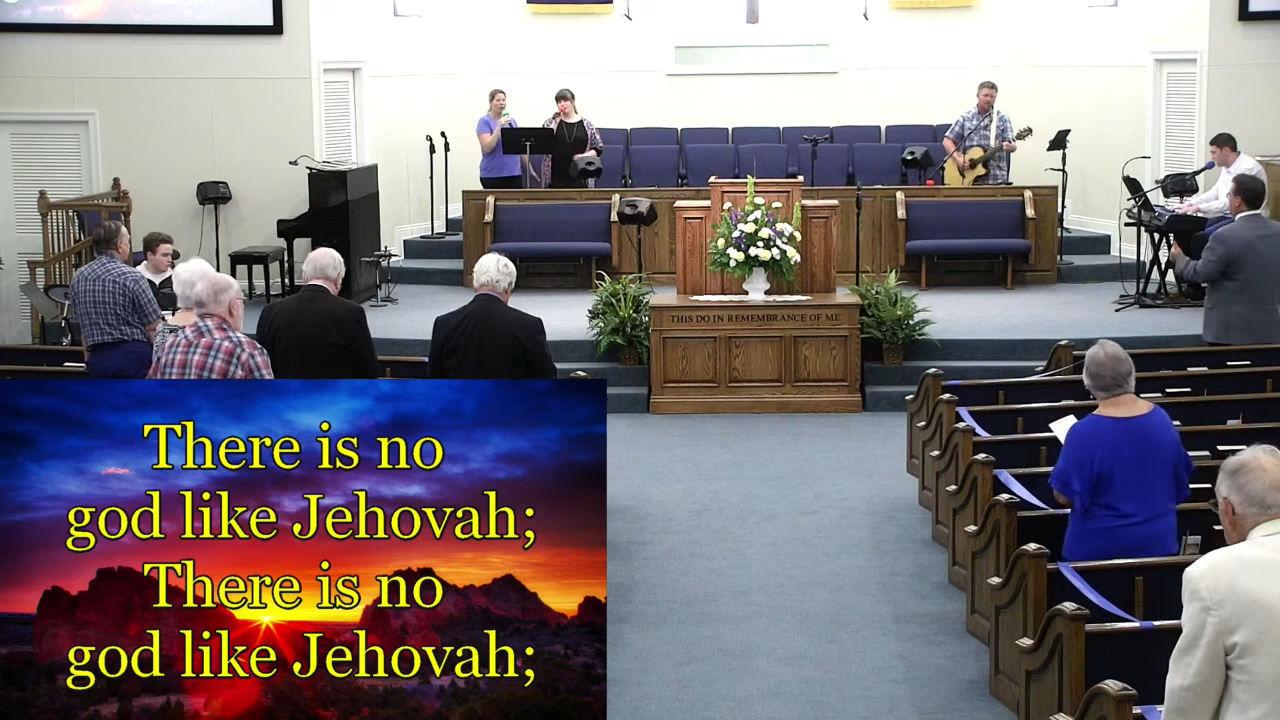 THIS DO IN REMEMBRANCE OF ME
There is no
god like Jehovah;
There is no
god like Jehovah;